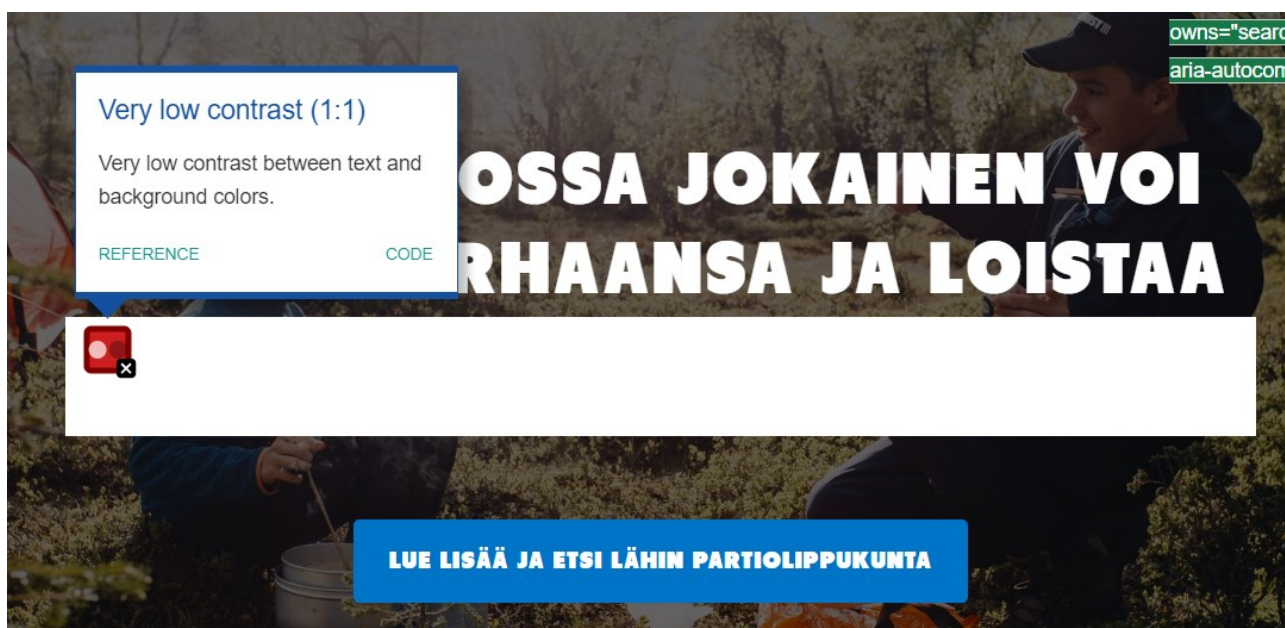 owns="searc
aria-autocom
Very low contrast (1:1)
Very low contrast between text and
background colors.
REFERENCE
CODE
OSSA JOKAINEN VOI
RHAANSA JA LOISTAA
LUE LISÄÄ JA ETSI LÄHIN PARTIOLIPPUKUNTA